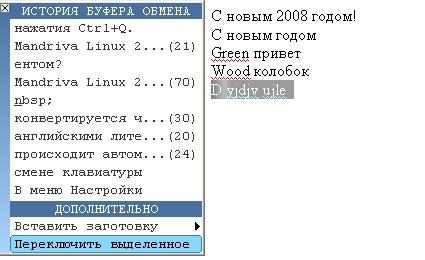 ИСТОРИЯ БУФЕРА ОБМЕНА
нажатия Ctrl+Q.
Mandriva Linux 2...(21)
ентом?
Mandriva Linux 2...(70)
nbsp;
конвертируется ч...(30)
английскими лите...(20)
происходит автом...(24)
смене клавиатуры
В меню Настройки
ДОПОЛНИТЕЛЬНО
Вставить заготовку
Переключить выделенное
С новым 2008 годом!
С новым годом
Green привет
Wood колобок
D yjdjv ujle